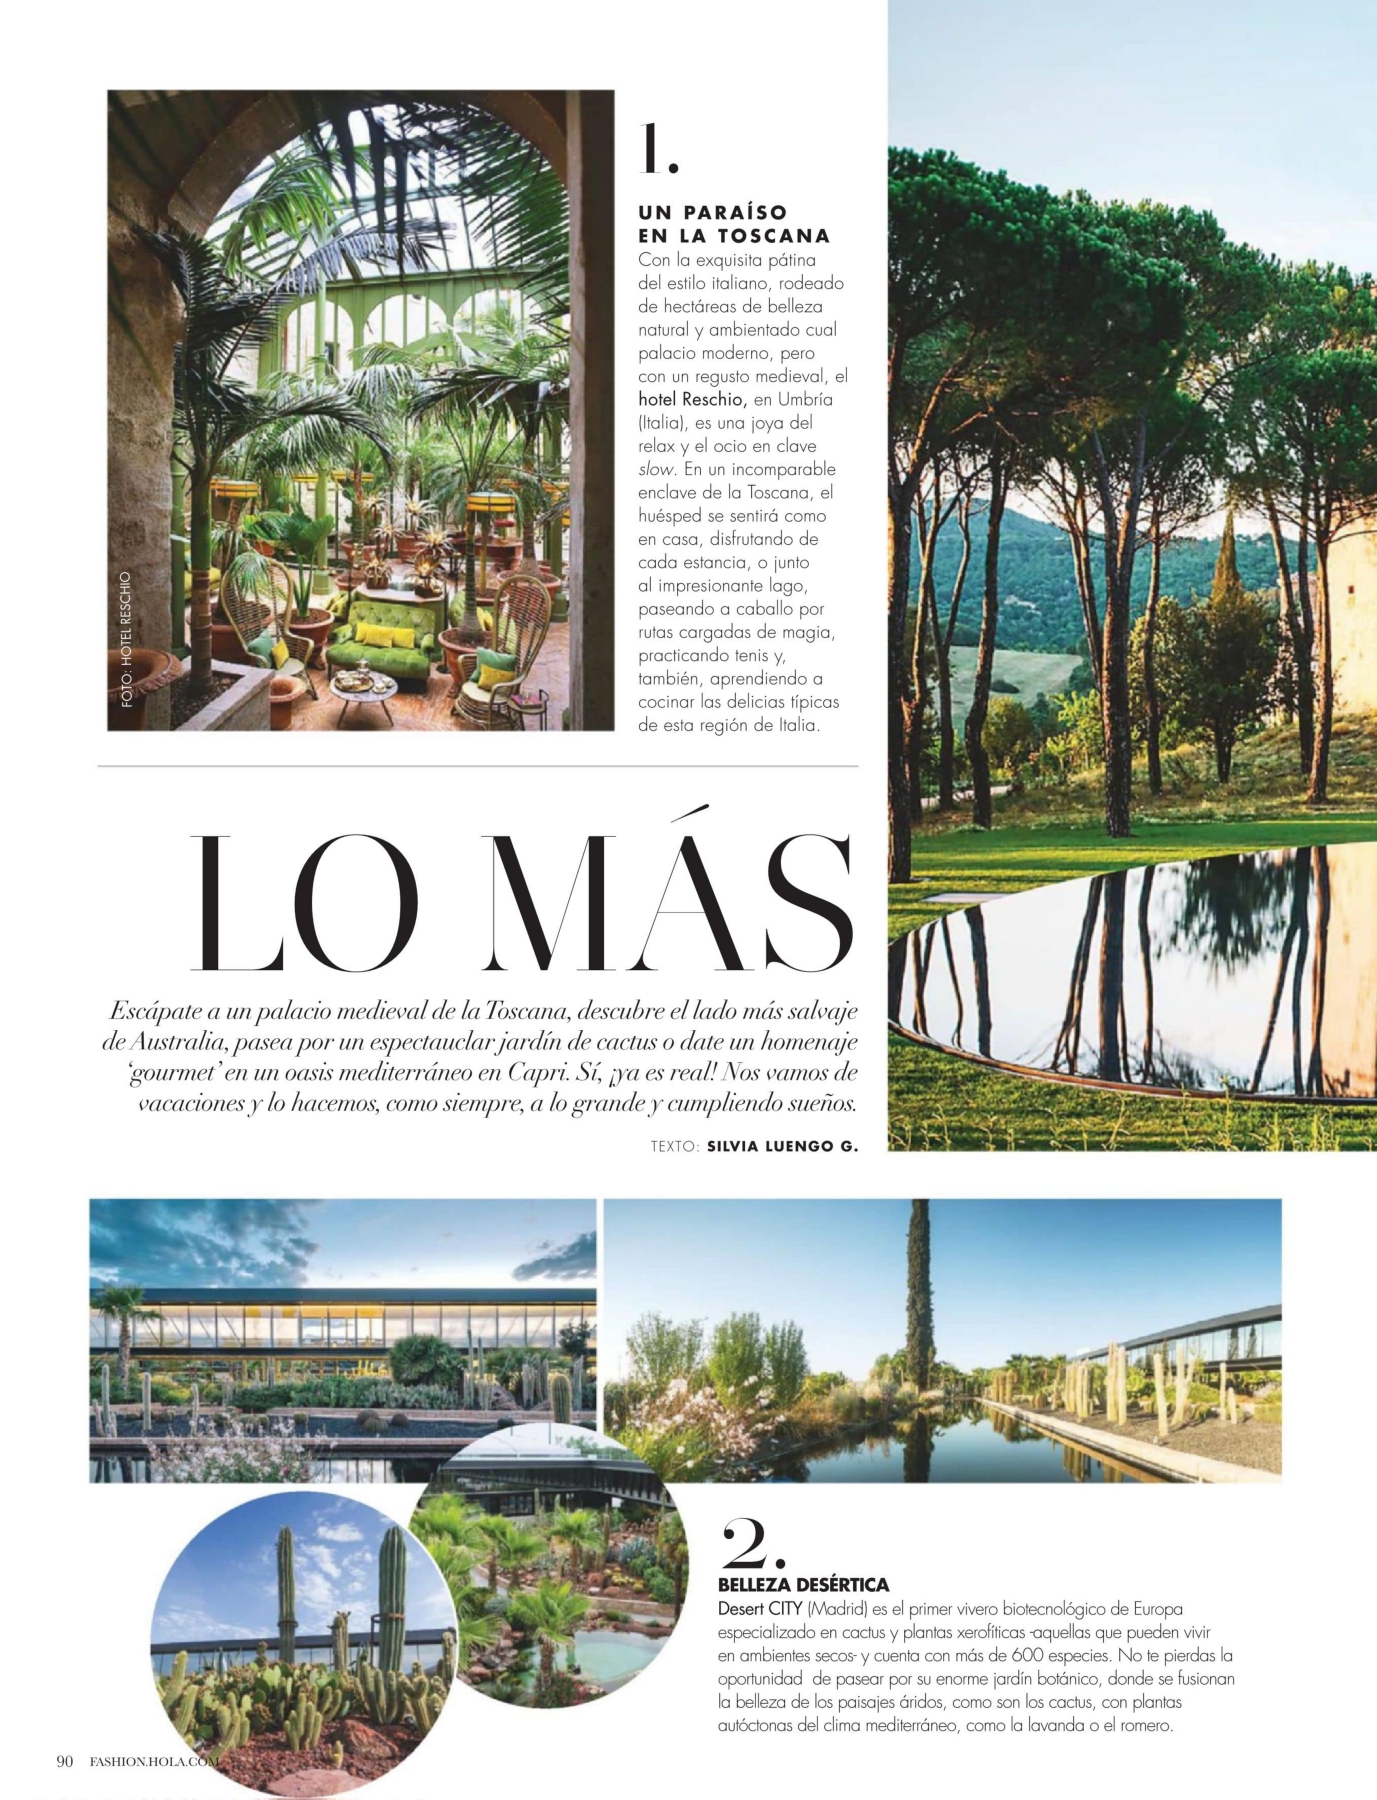 1.
UN PARAÍSO
EN LA TOSCANA
Con la exquisita pátina
del estilo italiano, rodeado
de hectáreas de belleza
natural y ambientado cual
palacio moderno, pero
con un regusto medieval, el
hotel Reschio, en Umbría
(Italia), es una joya del
relax y el ocio en clave
slow. En un incomparable
enclave de la Toscana, el
huésped se sentirá como
en casa, disfrutando de
cada estancia, o junto
al impresionante lago,
paseando a caballo por
rutas cargadas de magia,
practicando tenis y,
también, aprendiendo a
cocinar las delicias típicas
de esta región de Italia.
FOTO: HOTEL RESCHIO
LO MÁS
Escápate a un palacio medieval de la Toscana, descubre el lado más salvaje
de Australia, pasea por un espectauclar jardín de cactus o date un homenaje
‘gourmet’ en un oasis mediterráneo en Capri. Sí, ¡ya es real! Nos vamos de
vacaciones y lo hacemos, como siempre, a lo grande y cumpliendo sueños.
TEXTO: SILVIA LUENGO G.
2.
BELLEZA DESÉRTICA
Desert CITY (Madrid) es el primer vivero biotecnológico de Europa
especializado en cactus y plantas xerofíticas -aquellas que pueden vivir
en ambientes secos- y cuenta con más de 600 especies. No te pierdas la
oportunidad de pasear por su enorme jardín botánico, donde se fusionan
la belleza de los paisajes áridos, como son los cactus, con plantas
autóctonas del clima mediterráneo, como la lavanda o el romero.
90 FASHION.HOLA.COM